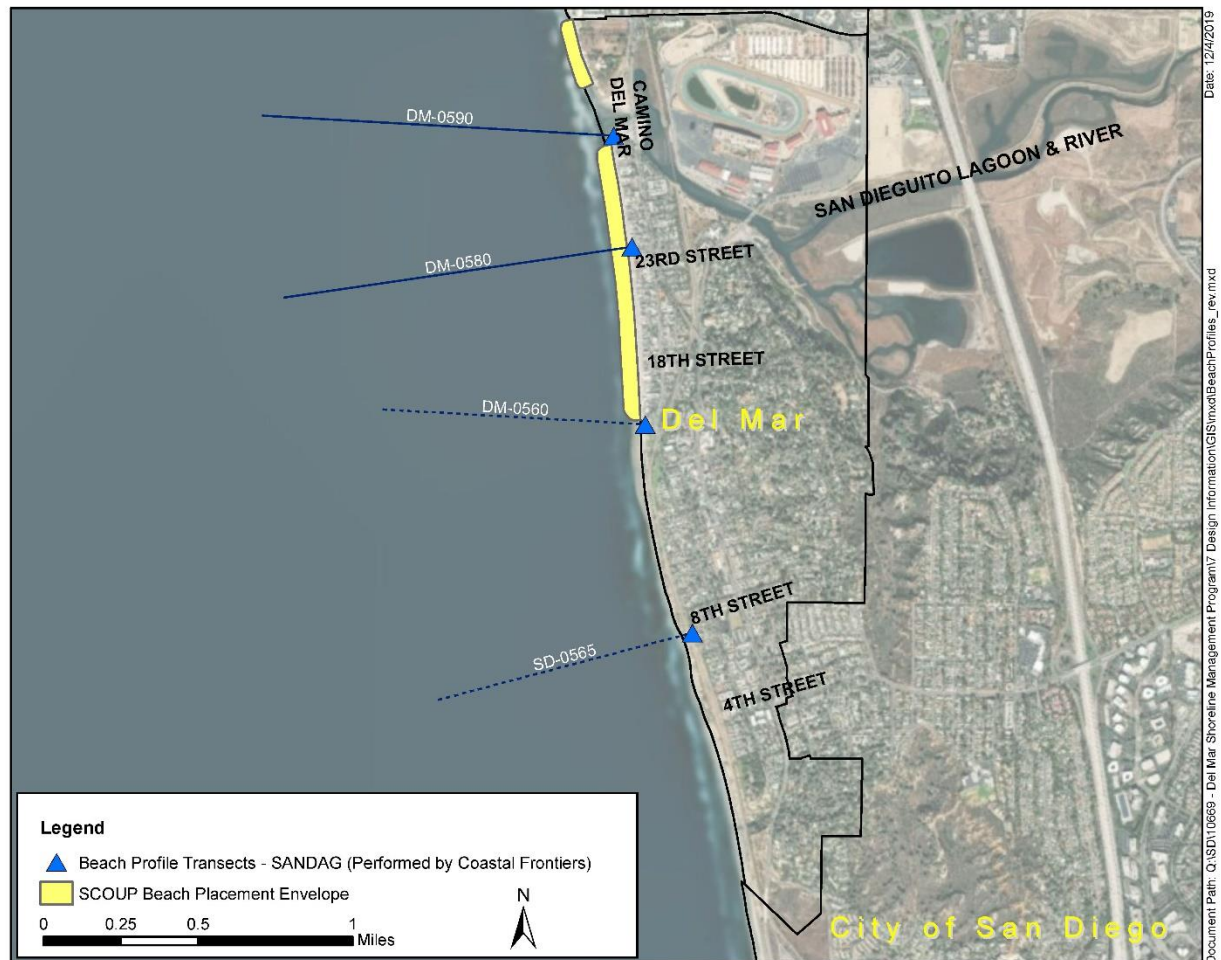 DM-0590
CAMINO
DEL MAR
SAN DIEGUITO LAGOON & RIVER
DM-0580
23RD STREET
18TH STREET
DM-0560
Del Mar
8TH STREET
SD-0565
4TH STREET
City of San Diego
Legend
Beach Profile Transects - SANDAG (Performed by Coastal Frontiers)
SCOUP Beach Placement Envelope
N
0 0.25 0.5 1
Miles
Date: 12/4/2019
Document Path: Q:\SD\10669 - Del Mar Shoreline Management Program\7 Design Information\GIS\mxd\BeachProfiles_rev.mxd